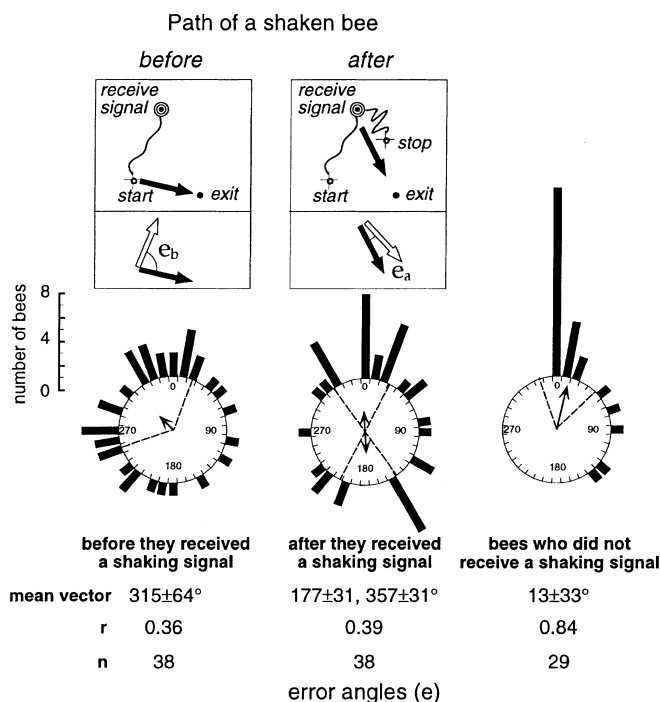 Path of a shaken bee
before after
receive
signal
start
exit
e_b
receive
signal
stop
start
exit
e_a
number of bees
8
4
0
0
90
180
270
0
90
180
270
0
90
180
270
before they received
a shaking signal
after they received
a shaking signal
bees who did not
receive a shaking signal
mean vector 315±64° 177±31, 357±31° 13±33°
r 0.36 0.39 0.84
n 38 38 29
error angles (e)